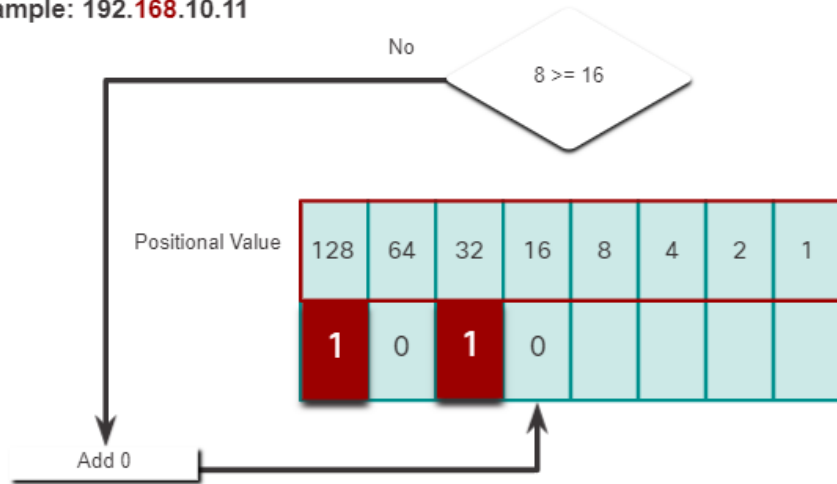 ample: 192.168.10.11
No
8 >= 16
Positional Value
128 64 32 16 8 4 2 1
1 0 1 0
Add 0